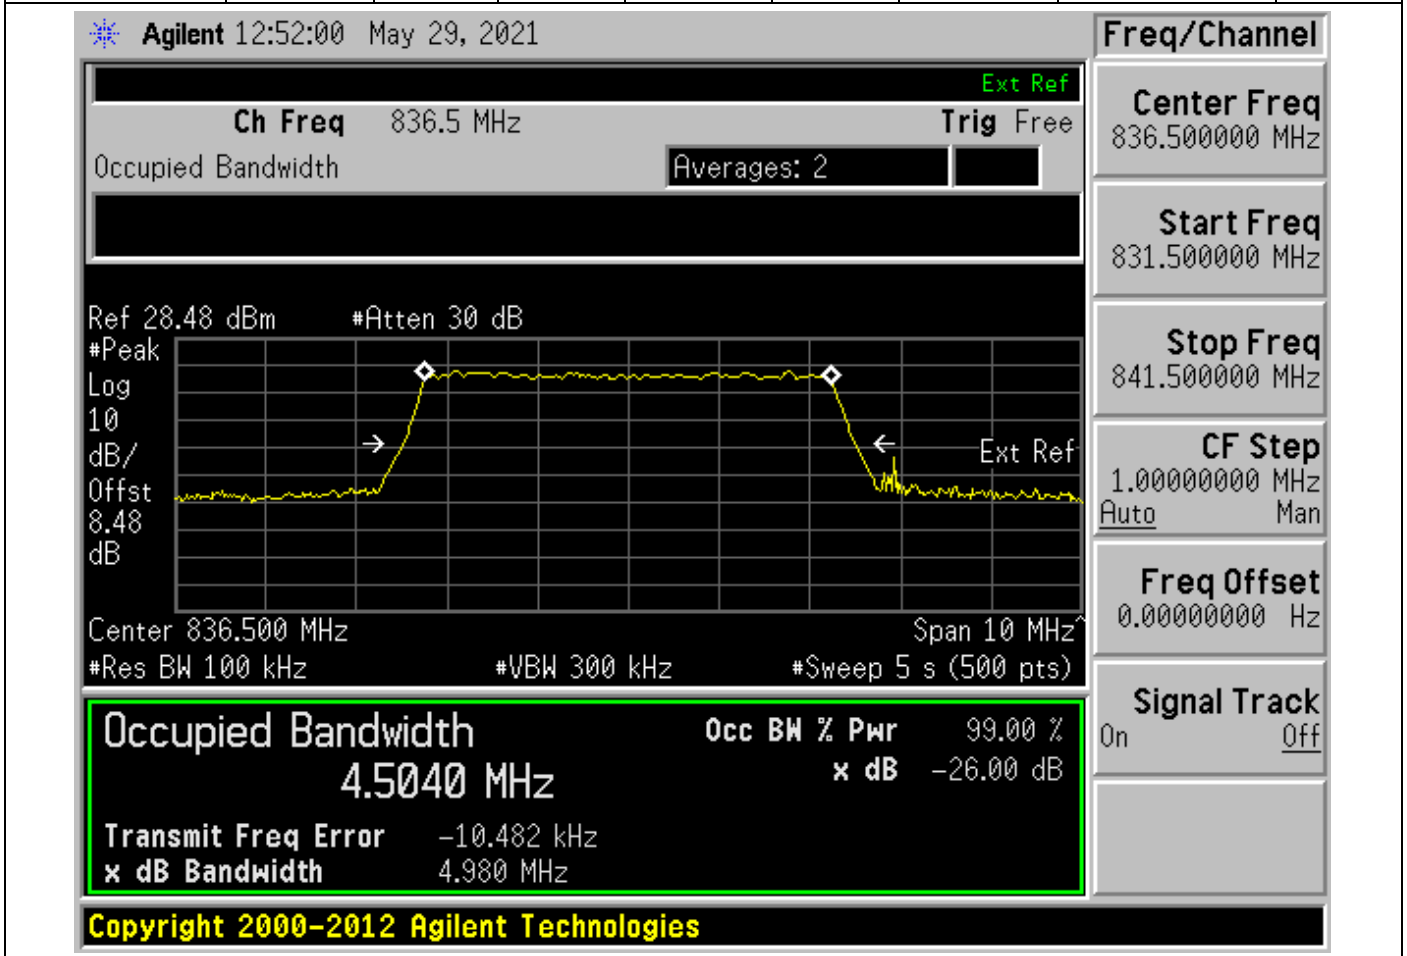 Agilent 12:52:00 May 29, 2021
Freq/Channel
Ext Ref
Ch Freq 836.5 MHz Trig Free
Occupied Bandwidth Averages: 2
Center Freq
836.500000 MHz
Start Freq
831.500000 MHz
Stop Freq
841.500000 MHz
CF Step
1.00000000 MHz
Auto Man
Freq Offset
0.00000000 Hz
Signal Track
On Off
Ref 28.48 dBm #Atten 30 dB
#Peak
Log
10
dB/
Offst
8.48
dB
Ext Ref
Center 836.500 MHz Span 10 MHz^
#Res BW 100 kHz #VBW 300 kHz #Sweep 5 s (500 pts)
Occupied Bandwidth Occ BW % Pwr 99.00 %
4.5040 MHz x dB -26.00 dB
Transmit Freq Error -10.482 kHz
x dB Bandwidth 4.980 MHz
Copyright 2000-2012 Agilent Technologies